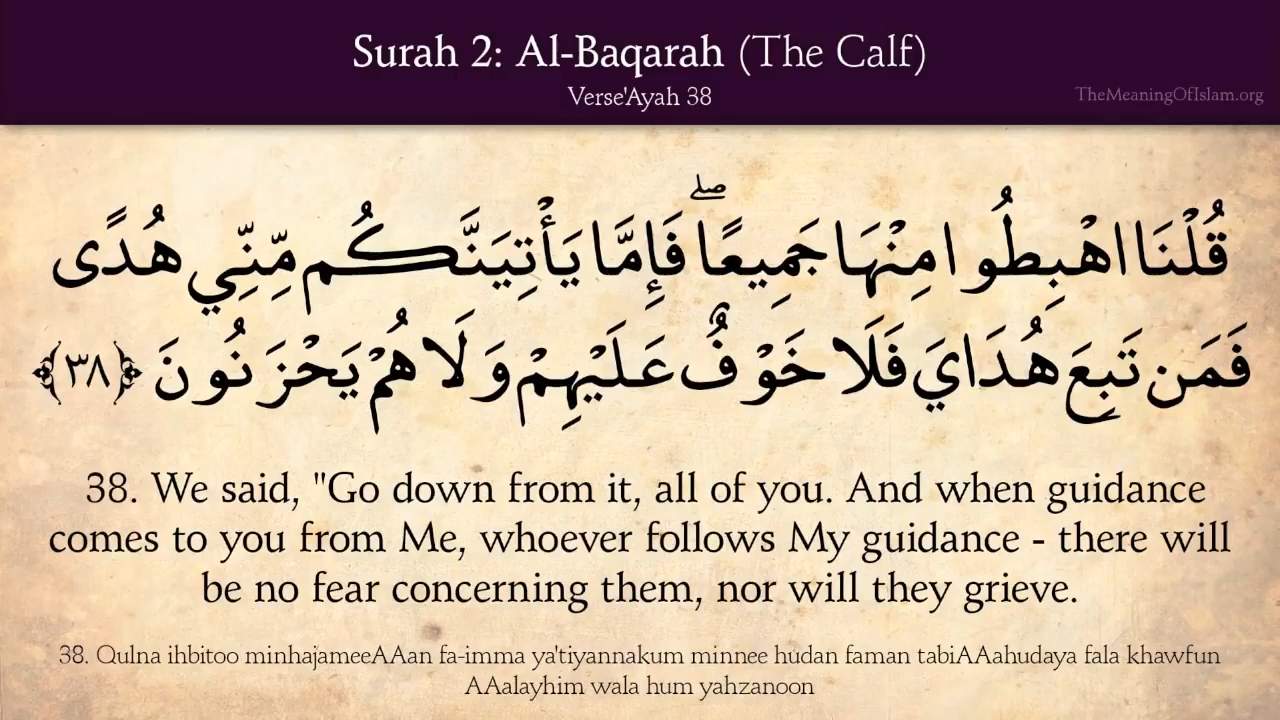 Surah 2: Al-Baqarah (The Calf)
Verse'Ayah 38
TheMeaningOfIslam.org
قُلْنَا اهْبِطُوا مِنْهَا جَمِيعًا ۖ فَإِمَّا يَأْتِيَنَّكُم مِّنِّي هُدًى
فَمَن تَبِعَ هُدَايَ فَلَا خَوْفٌ عَلَيْهِمْ وَلَا هُمْ يَحْزَنُونَ ﴿٣٨﴾
38. We said, "Go down from it, all of you. And when guidance
comes to you from Me, whoever follows My guidance - there will
be no fear concerning them, nor will they grieve.
38. Qulna ihbitoo minhajameeAAan fa-imma ya'tiyannakum minnee hudan faman tabiAAahudaya fala khawfun
AAalayhim wala hum yahzanoon